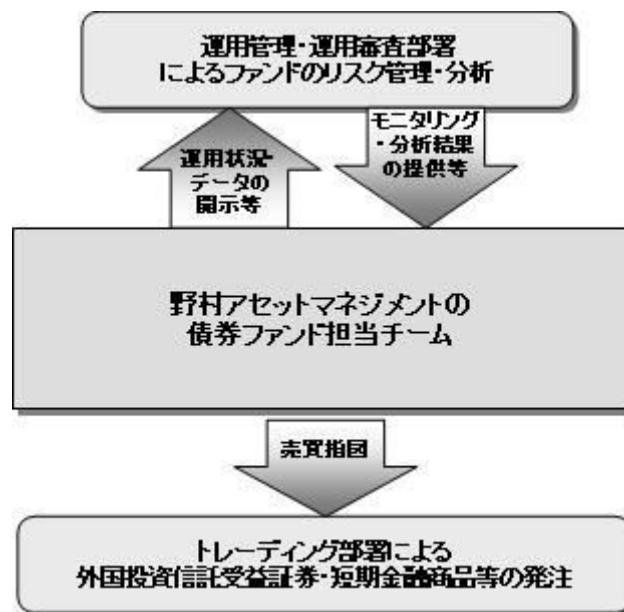 運用管理・運用審査部署
によるファンドのリスク管理・分析
運用状況・
データの
開示等
モニタリング
・分析結果
の提供等
野村アセットマネジメントの
債券ファンド担当チーム
売買指図
トレーディング部署による
外国投資信託受益証券・短期金融商品等の発注